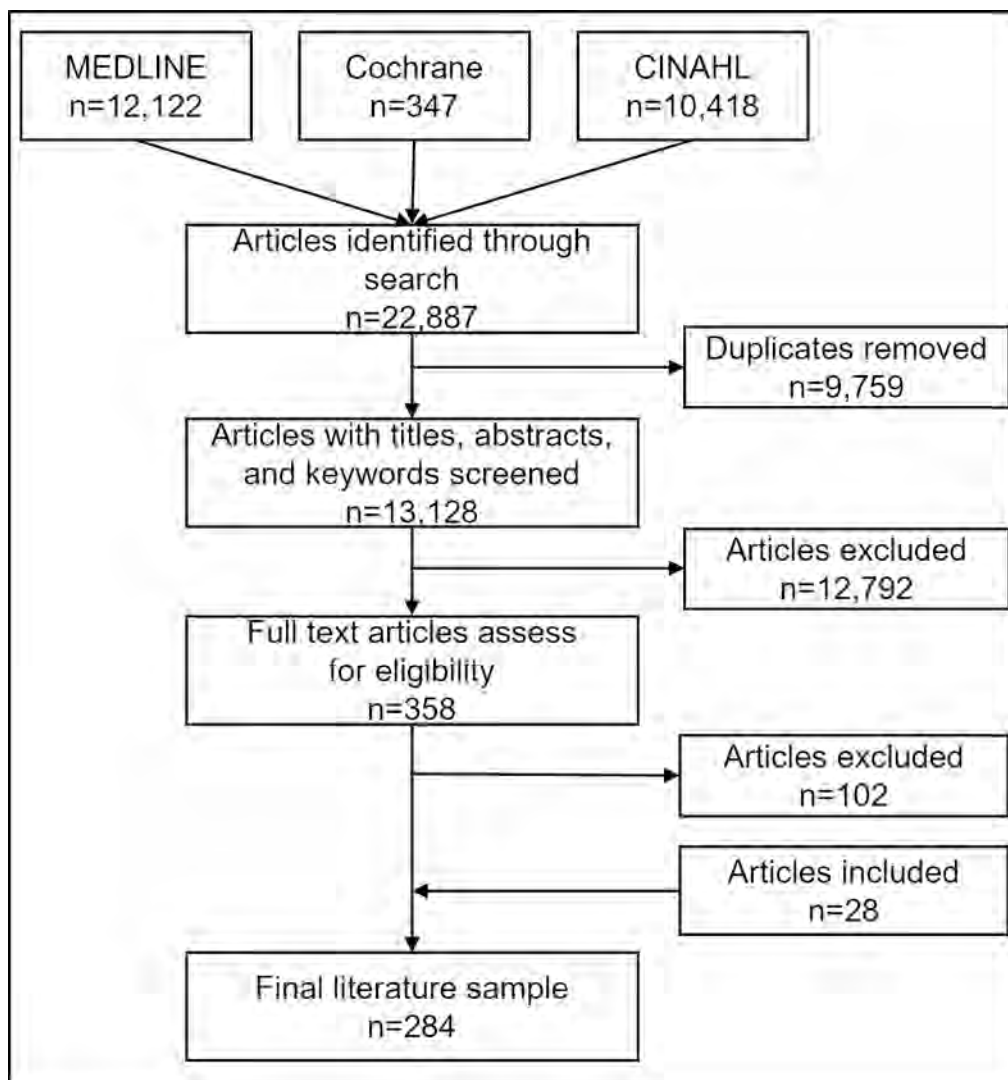 MEDLINE
n=12,122
Cochrane
n=347
CINAHL
n=10,418
Articles identified through
search
n=22,887
Duplicates removed
n=9,759
Articles with titles, abstracts,
and keywords screened
n=13,128
Articles excluded
n=12,792
Full text articles assess
for eligibility
n=358
Articles excluded
n=102
Articles included
n=28
Final literature sample
n=284